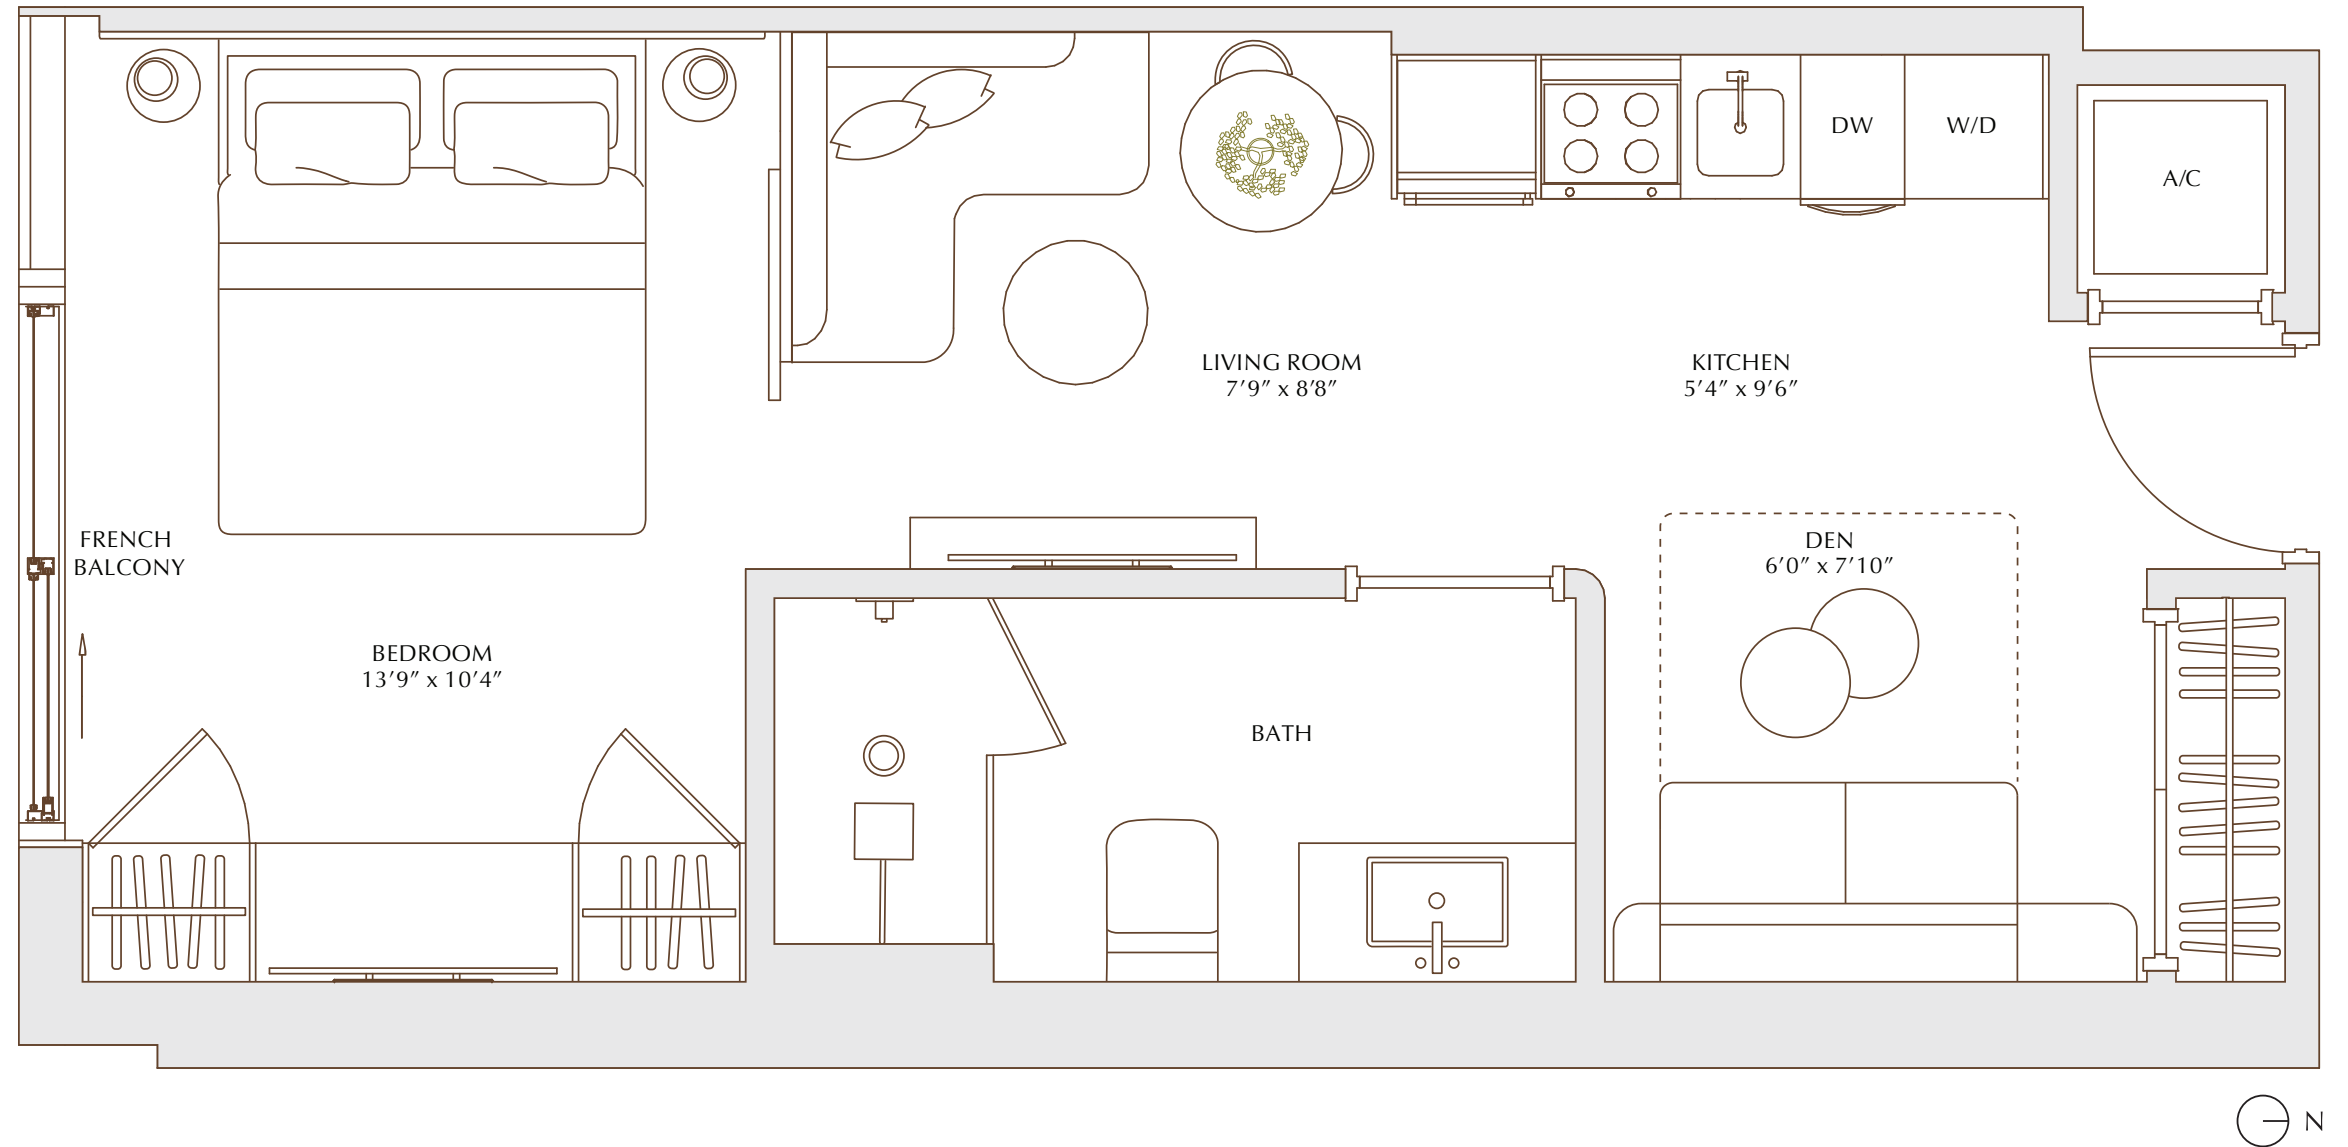 DW
W/D
A/C
LIVING ROOM
7’9” x 8’8”
KITCHEN
5’4” x 9’6”
FRENCH
BALCONY
DEN
6’0” x 7’10”
BEDROOM
13’9” x 10’4”
BATH
N